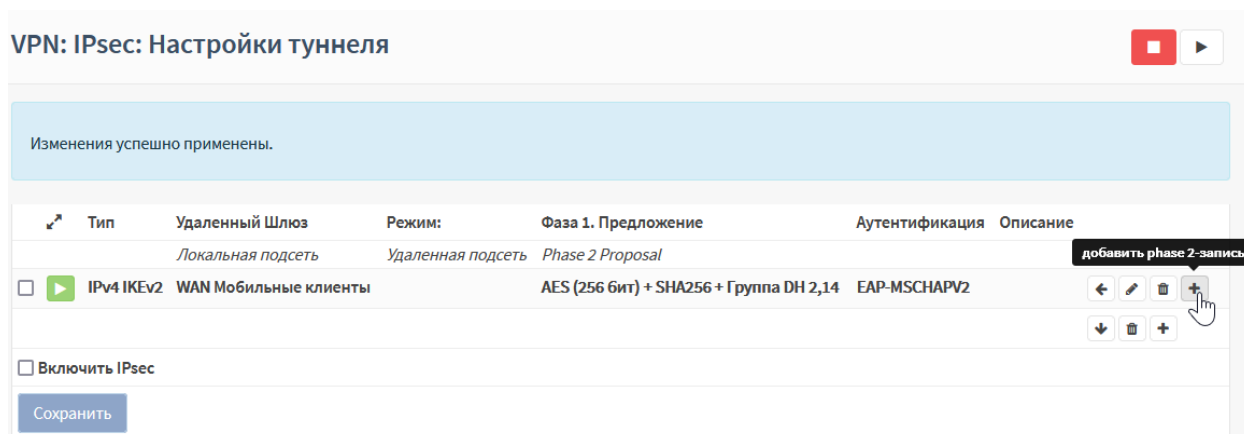 VPN: IPsec: Настройки туннеля
Изменения успешно применены.
Тип Удаленный Шлюз Режим: Фаза 1. Предложение Аутентификация Описание
Локальная подсеть Удаленная подсеть Phase 2 Proposal
добавить phase 2-запись
IPv4 IKEv2 WAN Мобильные клиенты AES (256 бит) + SHA256 + Группа DH 2,14 EAP-MSCHAPV2
Включить IPsec
Сохранить